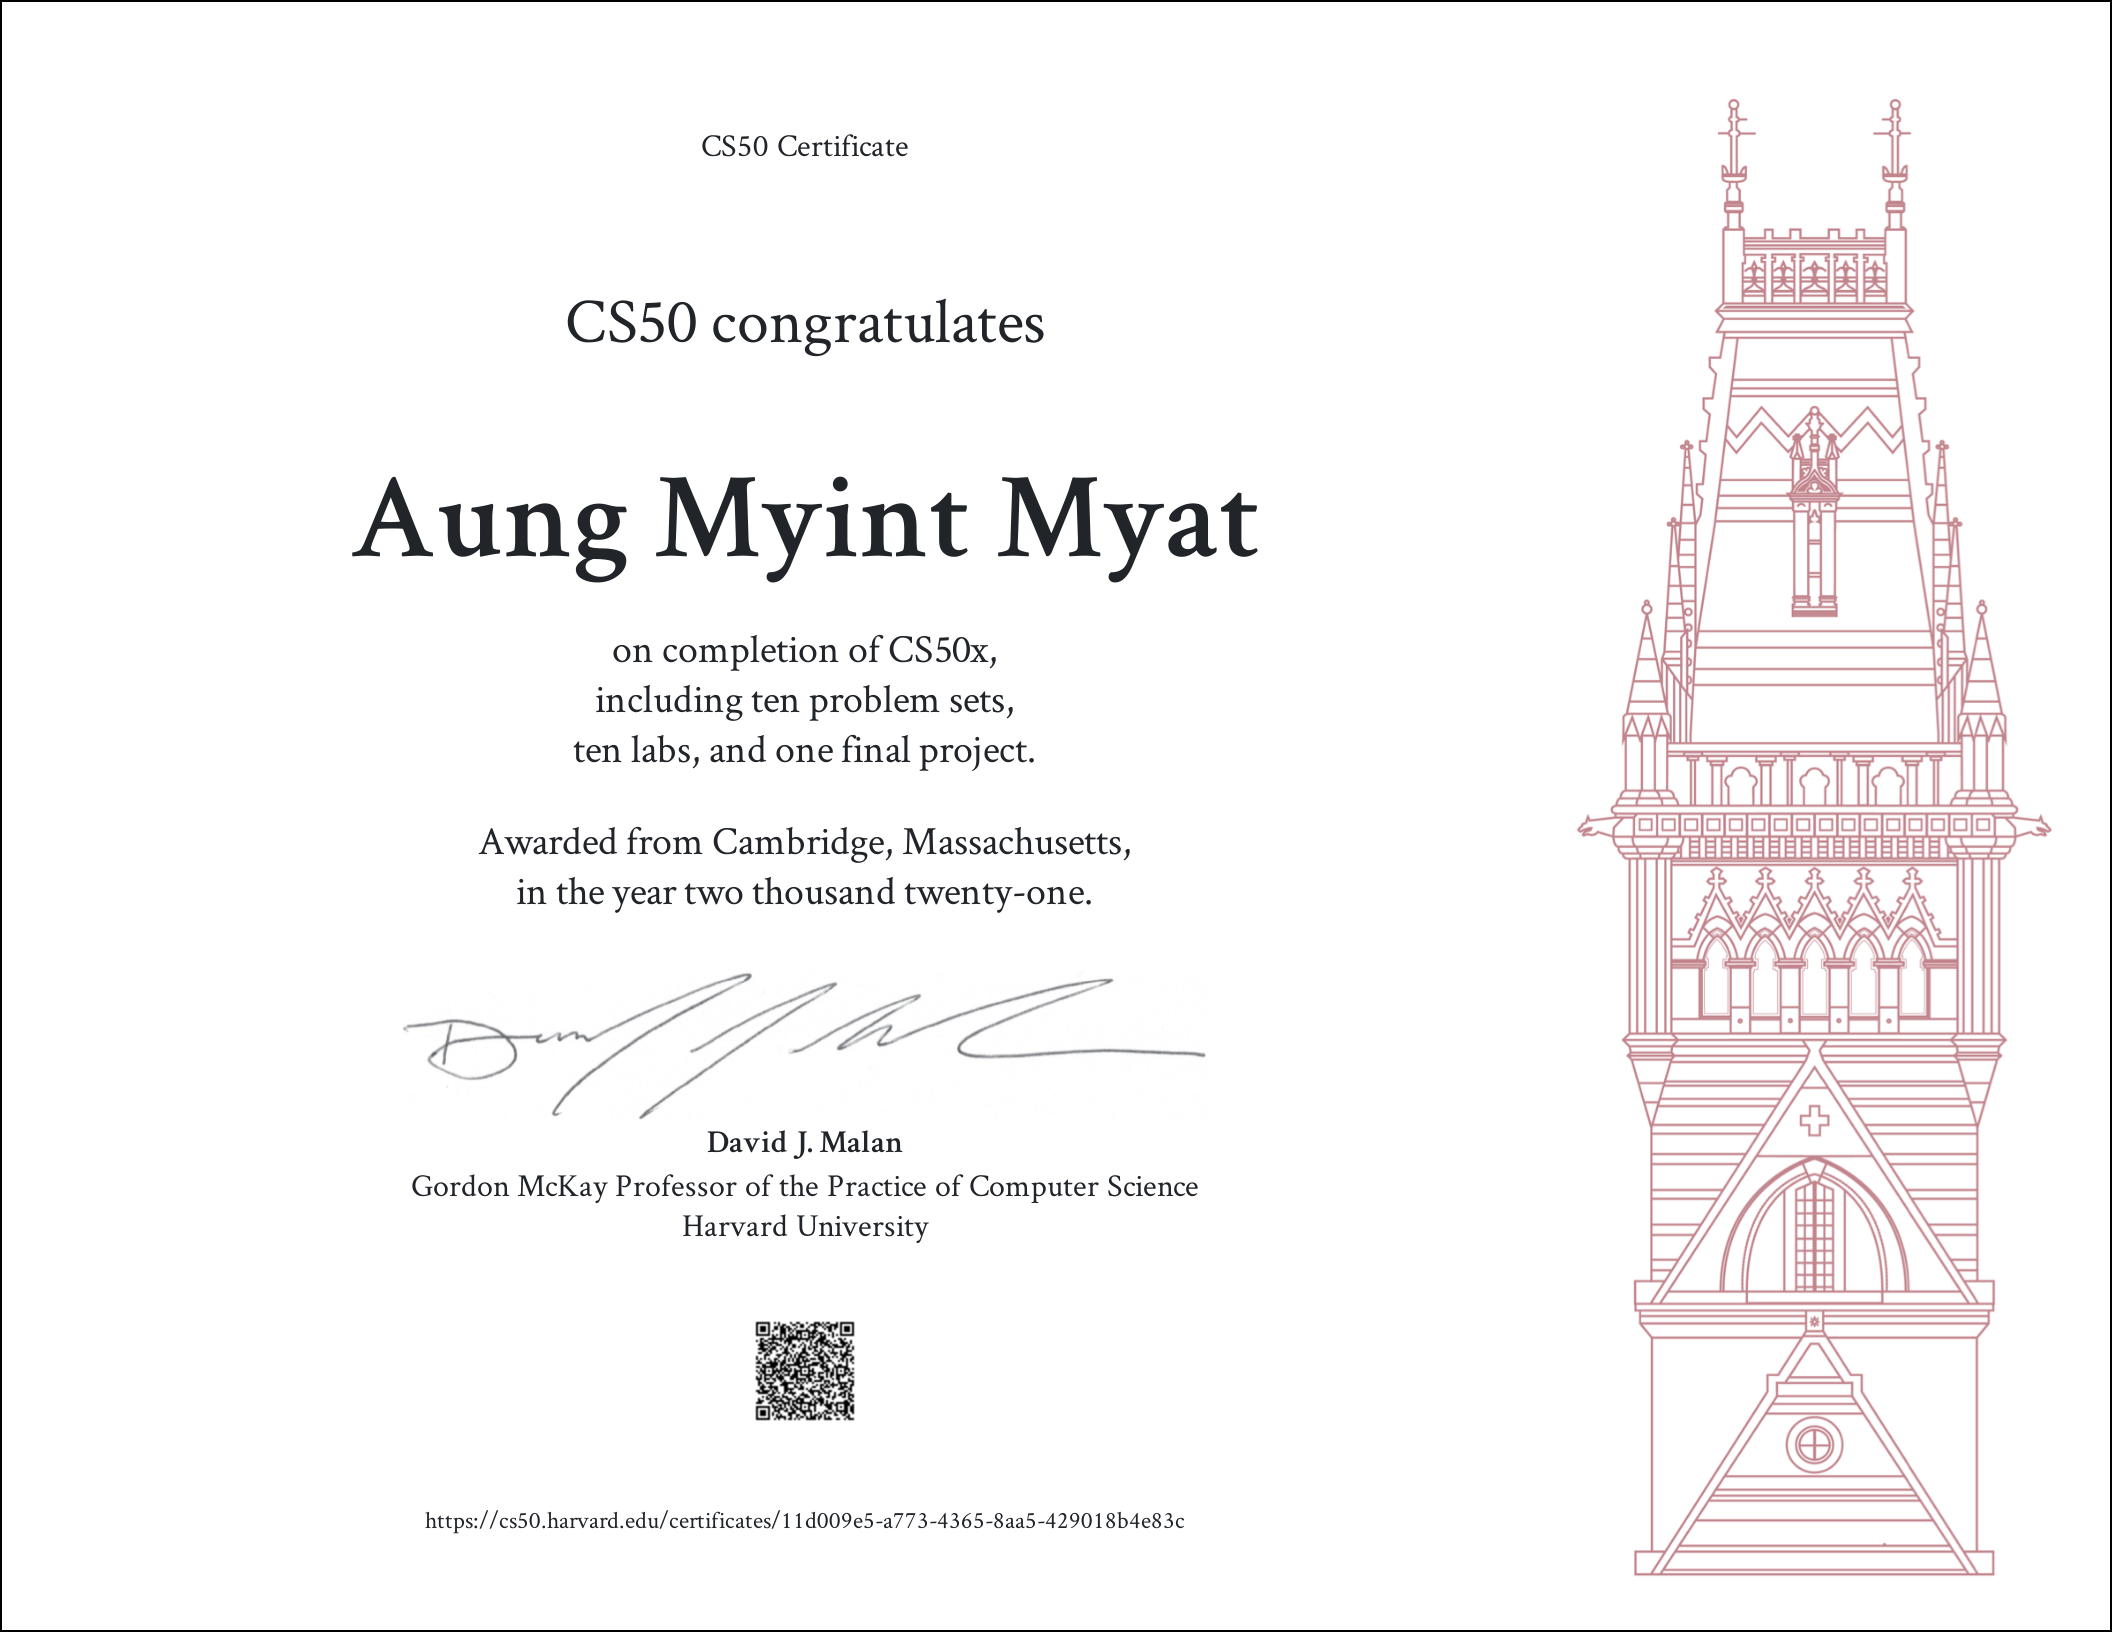 CS50 Certificate
CS50 congratulates
Aung Myint Myat
on completion of CS50x,
including ten problem sets,
ten labs, and one final project.
Awarded from Cambridge, Massachusetts,
in the year two thousand twenty-one.
David J. Malan
Gordon McKay Professor of the Practice of Computer Science
Harvard University
https://cs50.harvard.edu/certificates/11d009e5-a773-4365-8aa5-429018b4e83c